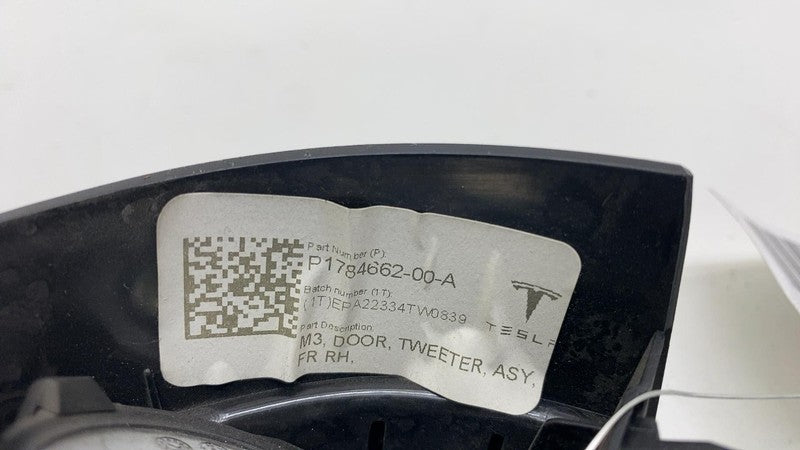 Part Number (P):
P1784662-00-A
Batch number (1T):
(1T)EPA22334TW0839
TESLA
Part Description:
M3, DOOR, TWEETER, ASY,
FR RH,